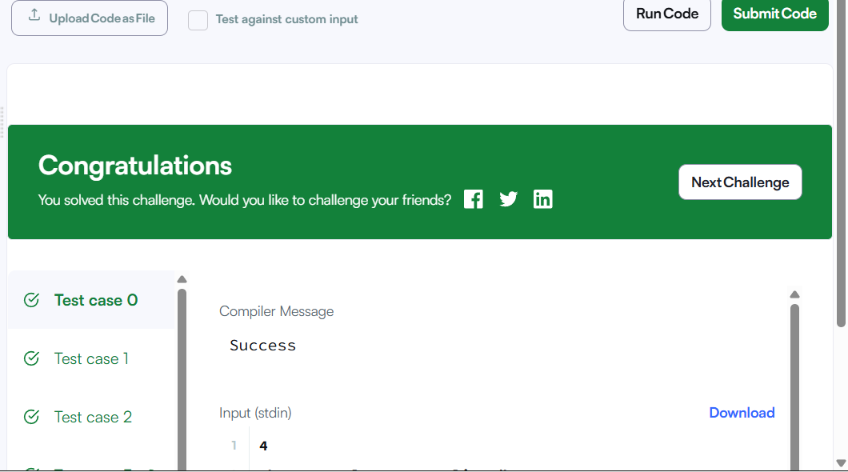 Upload Code as File
Test against custom input
Run Code
Submit Code
Congratulations
You solved this challenge. Would you like to challenge your friends?
Next Challenge
Test case 0
Test case 1
Test case 2
Compiler Message
Success
Input (stdin)
Download
1 4